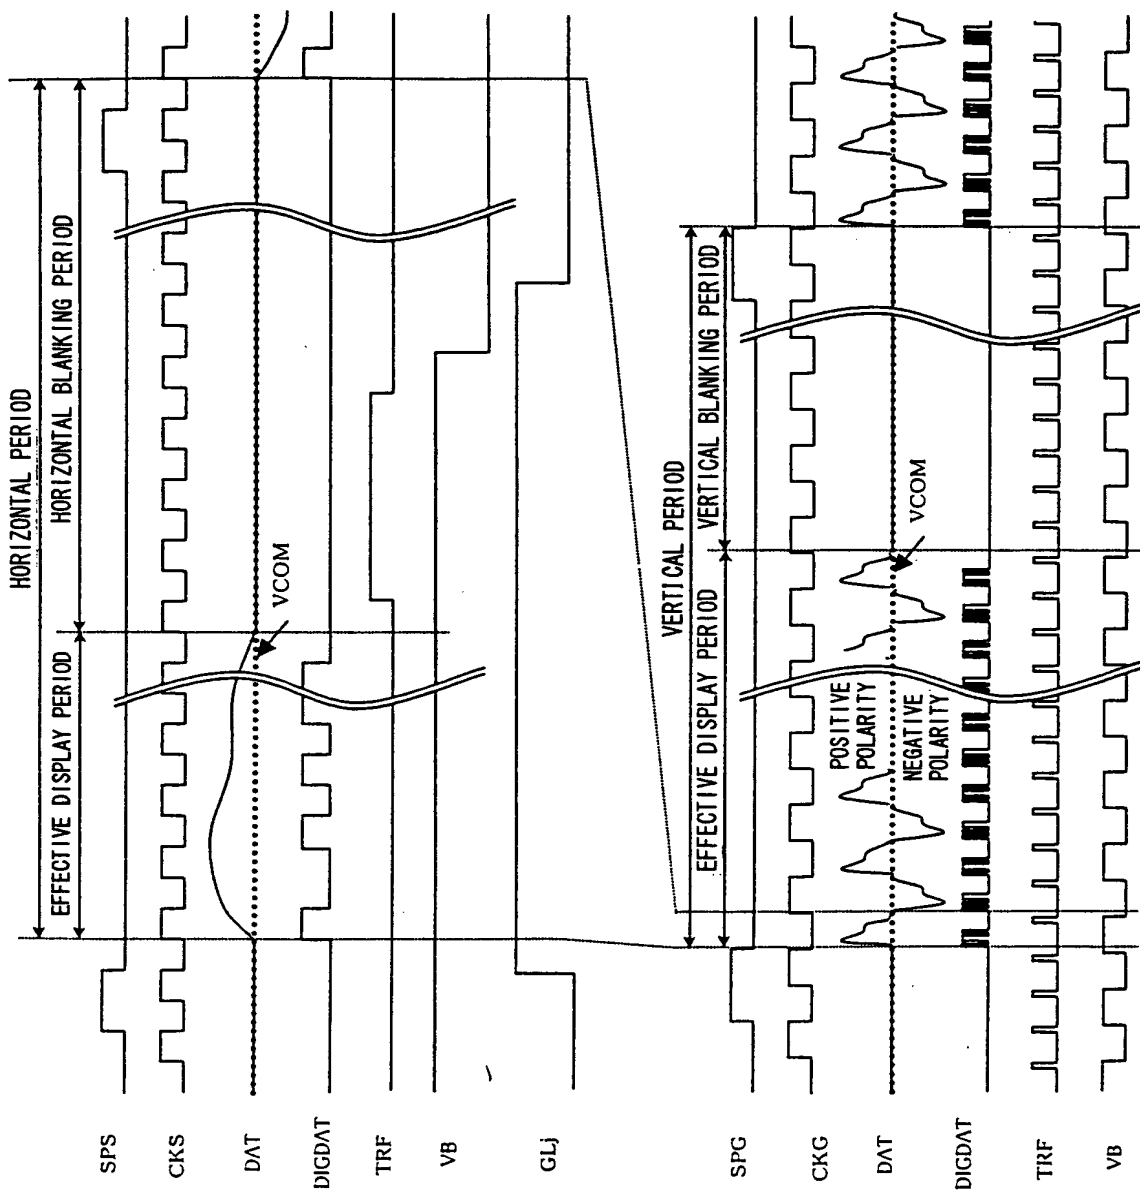 HORIZONTAL PERIOD
EFFECTIVE DISPLAY PERIOD
HORIZONTAL BLANKING PERIOD
SPS
CKS
DAT
VCOM
DIGDAT
TRF
VB
GLj
VERTICAL PERIOD
EFFECTIVE DISPLAY PERIOD
VERTICAL BLANKING PERIOD
SPG
CKG
DAT
POSITIVE
POLARITY
NEGATIVE
POLARITY
VCOM
DIGDAT
TRF
VB